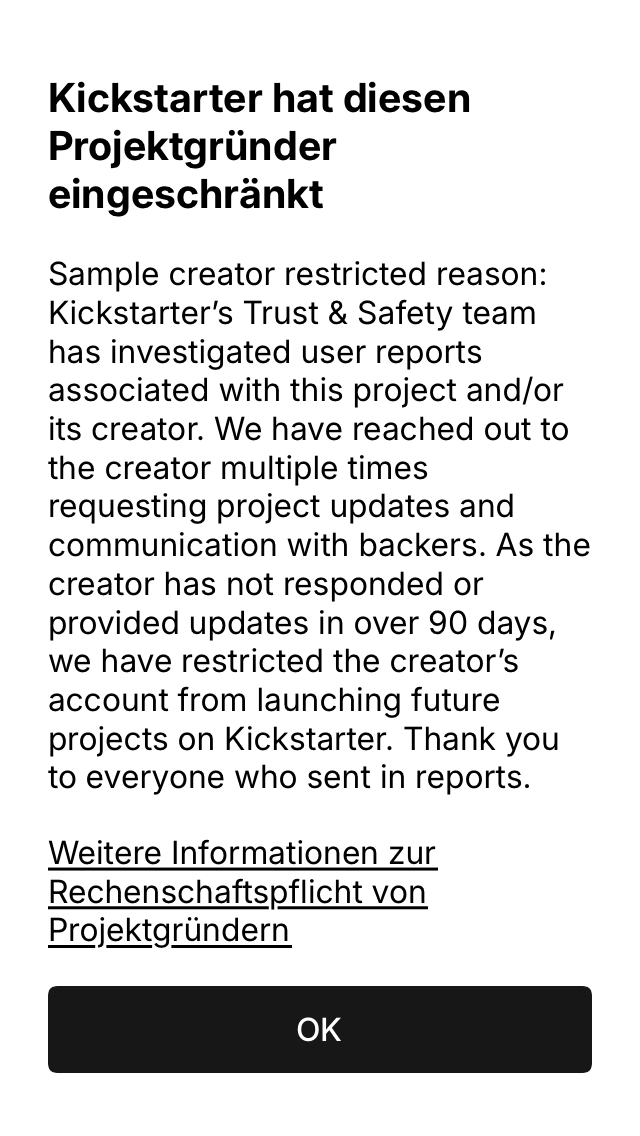 Kickstarter hat diesen
Projektgründer
eingeschränkt
Sample creator restricted reason:
Kickstarter’s Trust & Safety team
has investigated user reports
associated with this project and/or
its creator. We have reached out to
the creator multiple times
requesting project updates and
communication with backers. As the
creator has not responded or
provided updates in over 90 days,
we have restricted the creator’s
account from launching future
projects on Kickstarter. Thank you
to everyone who sent in reports.
Weitere Informationen zur
Rechenschaftspflicht von
Projektgründern
OK